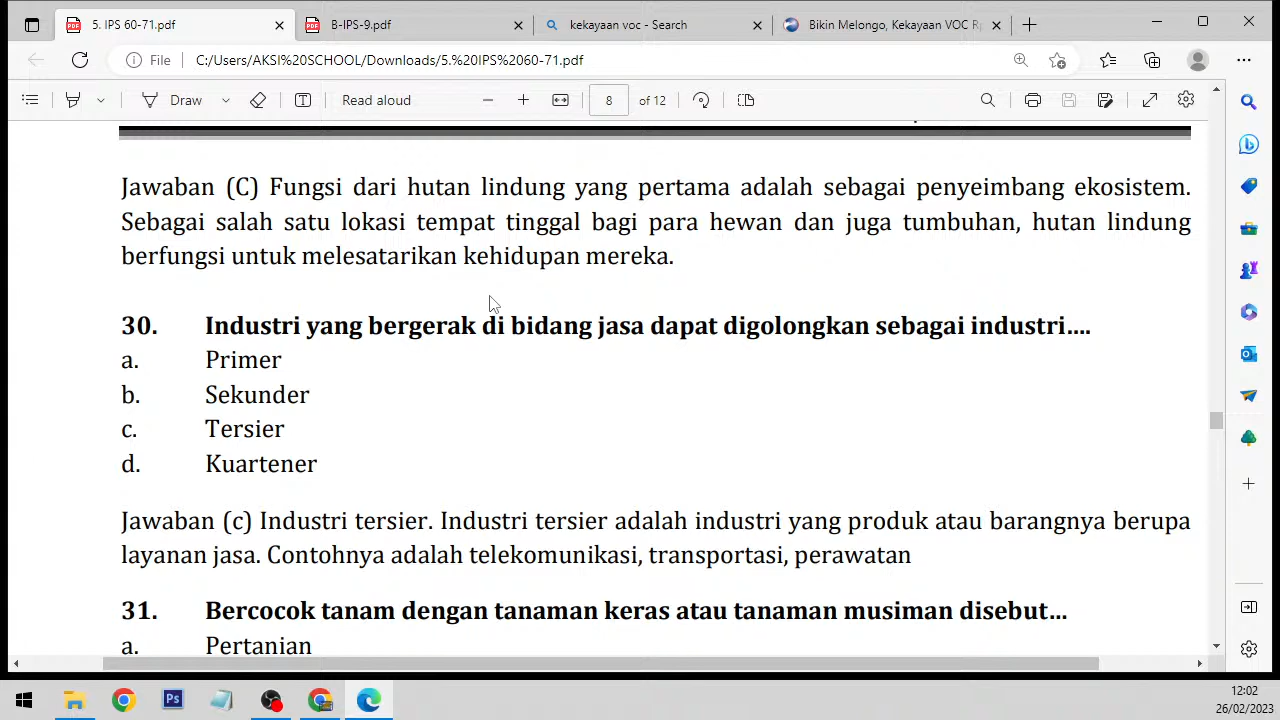 5. IPS 60-71.pdf
B-IPS-9.pdf
kekayaan voc - Search
Bikin Melongo, Kekayaan VOC Rp
File
C:/Users/AKSI%20SCHOOL/Downloads/5.%20IPS%2060-71.pdf
Draw
Read aloud
8 of 12
Jawaban (C) Fungsi dari hutan lindung yang pertama adalah sebagai penyeimbang ekosistem.
Sebagai salah satu lokasi tempat tinggal bagi para hewan dan juga tumbuhan, hutan lindung
berfungsi untuk melesatarikan kehidupan mereka.
30. Industri yang bergerak di bidang jasa dapat digolongkan sebagai industri....
a. Primer
b. Sekunder
c. Tersier
d. Kuartener
Jawaban (c) Industri tersier. Industri tersier adalah industri yang produk atau barangnya berupa
layanan jasa. Contohnya adalah telekomunikasi, transportasi, perawatan
31. Bercocok tanam dengan tanaman keras atau tanaman musiman disebut...
a. Pertanian
Ps
12:02
26/02/2023